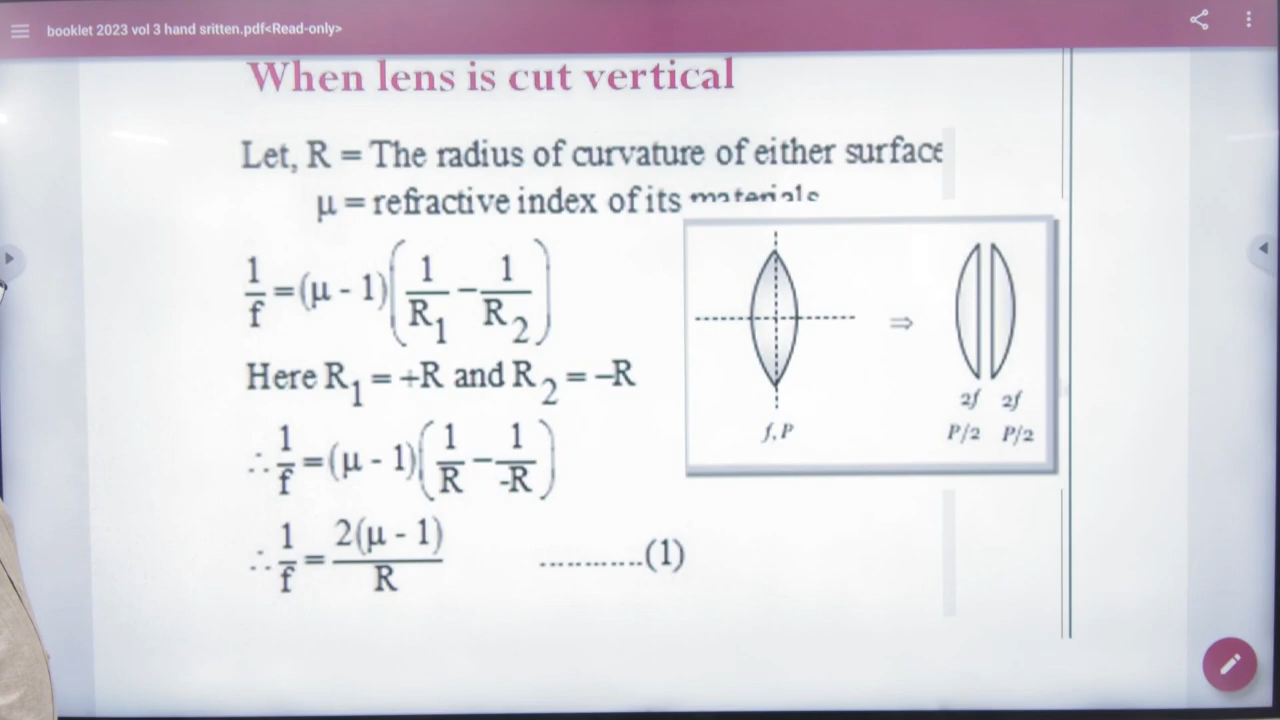 booklet 2023 vol 3 hand sritten.pdf<Read-only>
When lens is cut vertical
Let, R = The radius of curvature of either surface
μ = refractive index of its materials
1/f = (μ - 1)(1/R₁ − 1/R₂)
Here R₁ = +R and R₂ = –R
∴ 1/f = (μ - 1)(1/R − 1/-R)
∴ 1/f = 2(μ - 1)/R ............(1)
⇒
f, P
2f 2f
P/2 P/2